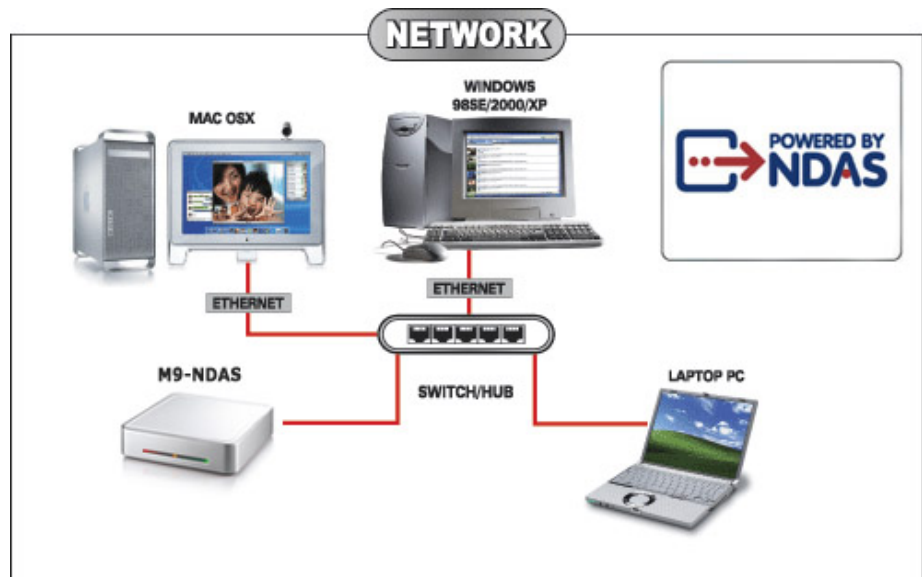 NETWORK
MAC OSX
WINDOWS
98SE/2000/XP
POWERED BY
NDAS
ETHERNET
ETHERNET
M9-NDAS
SWITCH/HUB
LAPTOP PC